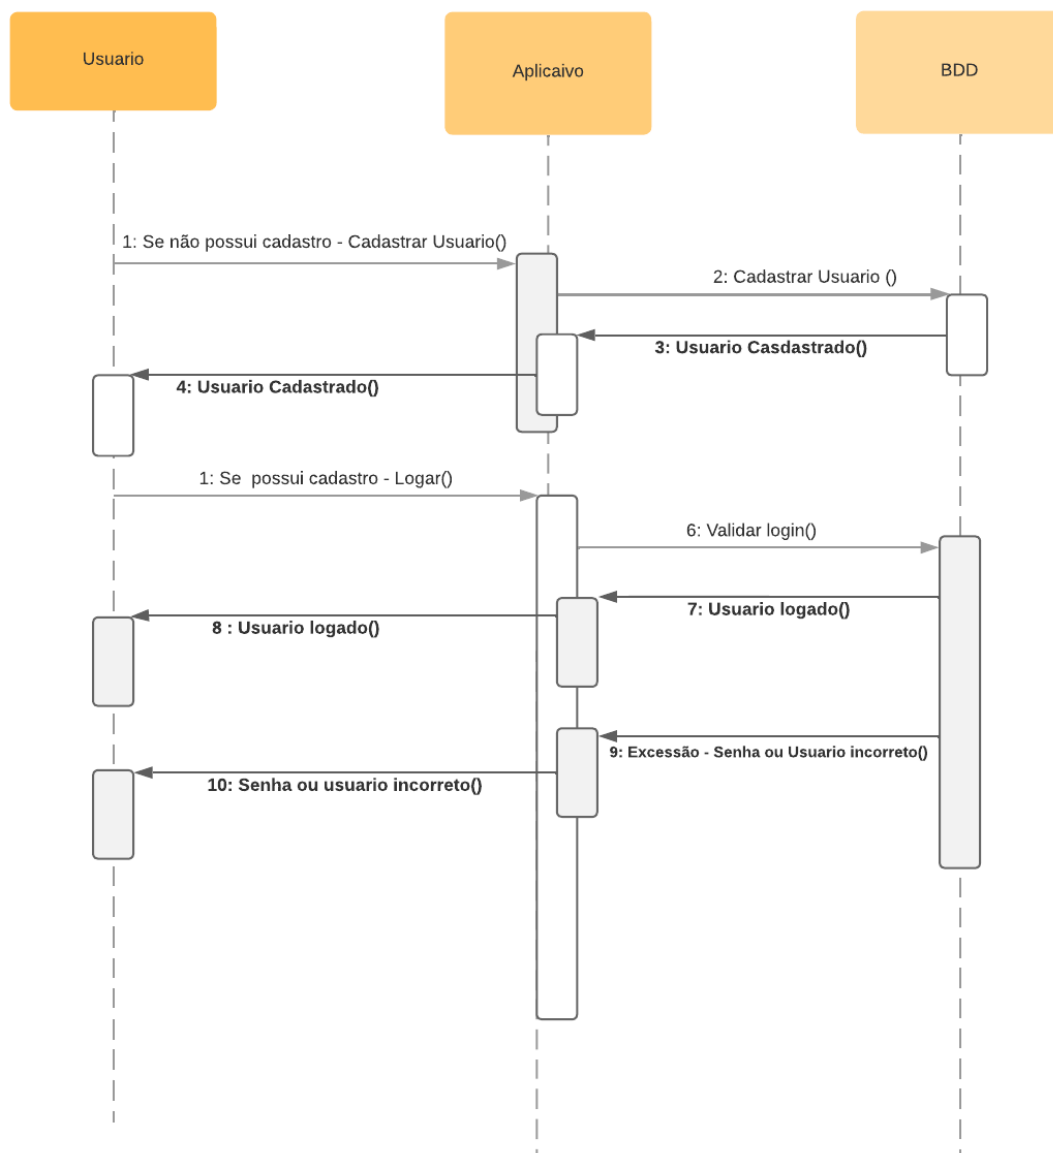 Usuario
Aplicaivo
BDD
1: Se não possui cadastro - Cadastrar Usuario()
2: Cadastrar Usuario ()
3: Usuario Casdastrado()
4: Usuario Cadastrado()
1: Se  possui cadastro - Logar()
6: Validar login()
7: Usuario logado()
8 : Usuario logado()
9: Excessão - Senha ou Usuario incorreto()
10: Senha ou usuario incorreto()